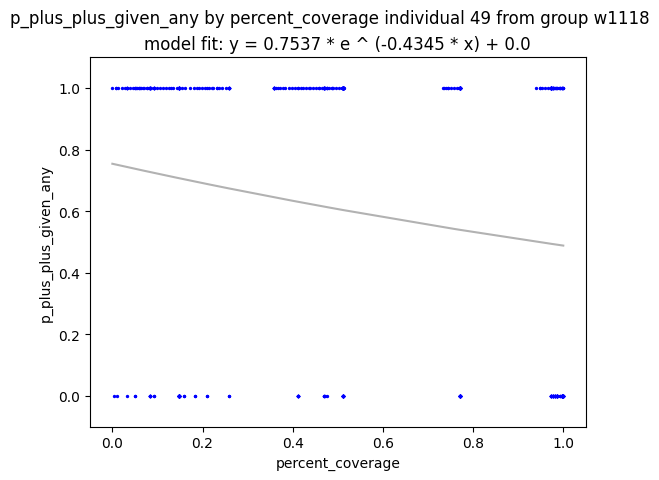 p_plus_plus_given_any by percent_coverage individual 49 from group w1118
model fit: y = 0.7537 * e ^ (-0.4345 * x) + 0.0
p_plus_plus_given_any
1.0
0.8
0.6
0.4
0.2
0.0
0.0 0.2 0.4 0.6 0.8 1.0
percent_coverage